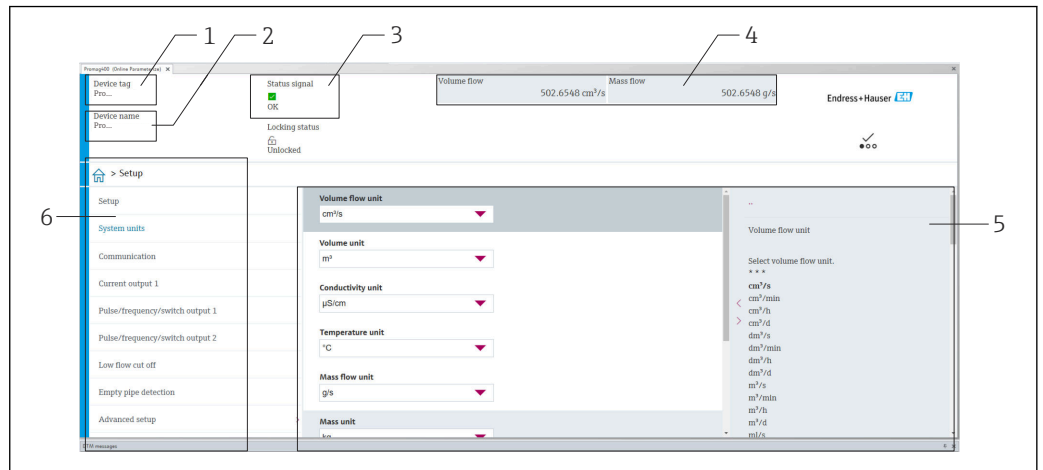 1
2
3
4
Promag400 (Online Parameterize) X
Device tag
Pro...
Status signal
OK
Volume flow
502.6548 cm³/s
Mass flow
502.6548 g/s
Endress+Hauser EH
Device name
Pro...
Locking status
Unlocked
> Setup
6
5
Setup
System units
Communication
Current output 1
Pulse/frequency/switch output 1
Pulse/frequency/switch output 2
Low flow cut off
Empty pipe detection
Advanced setup
Volume flow unit
cm³/s
Volume unit
m³
Conductivity unit
µS/cm
Temperature unit
°C
Mass flow unit
g/s
Mass unit
kg
..
Volume flow unit
Select volume flow unit.
* * *
cm³/s
cm³/min
cm³/h
cm³/d
dm³/s
dm³/min
dm³/h
dm³/d
m³/s
m³/min
m³/h
m³/d
ml/s
DTM messages